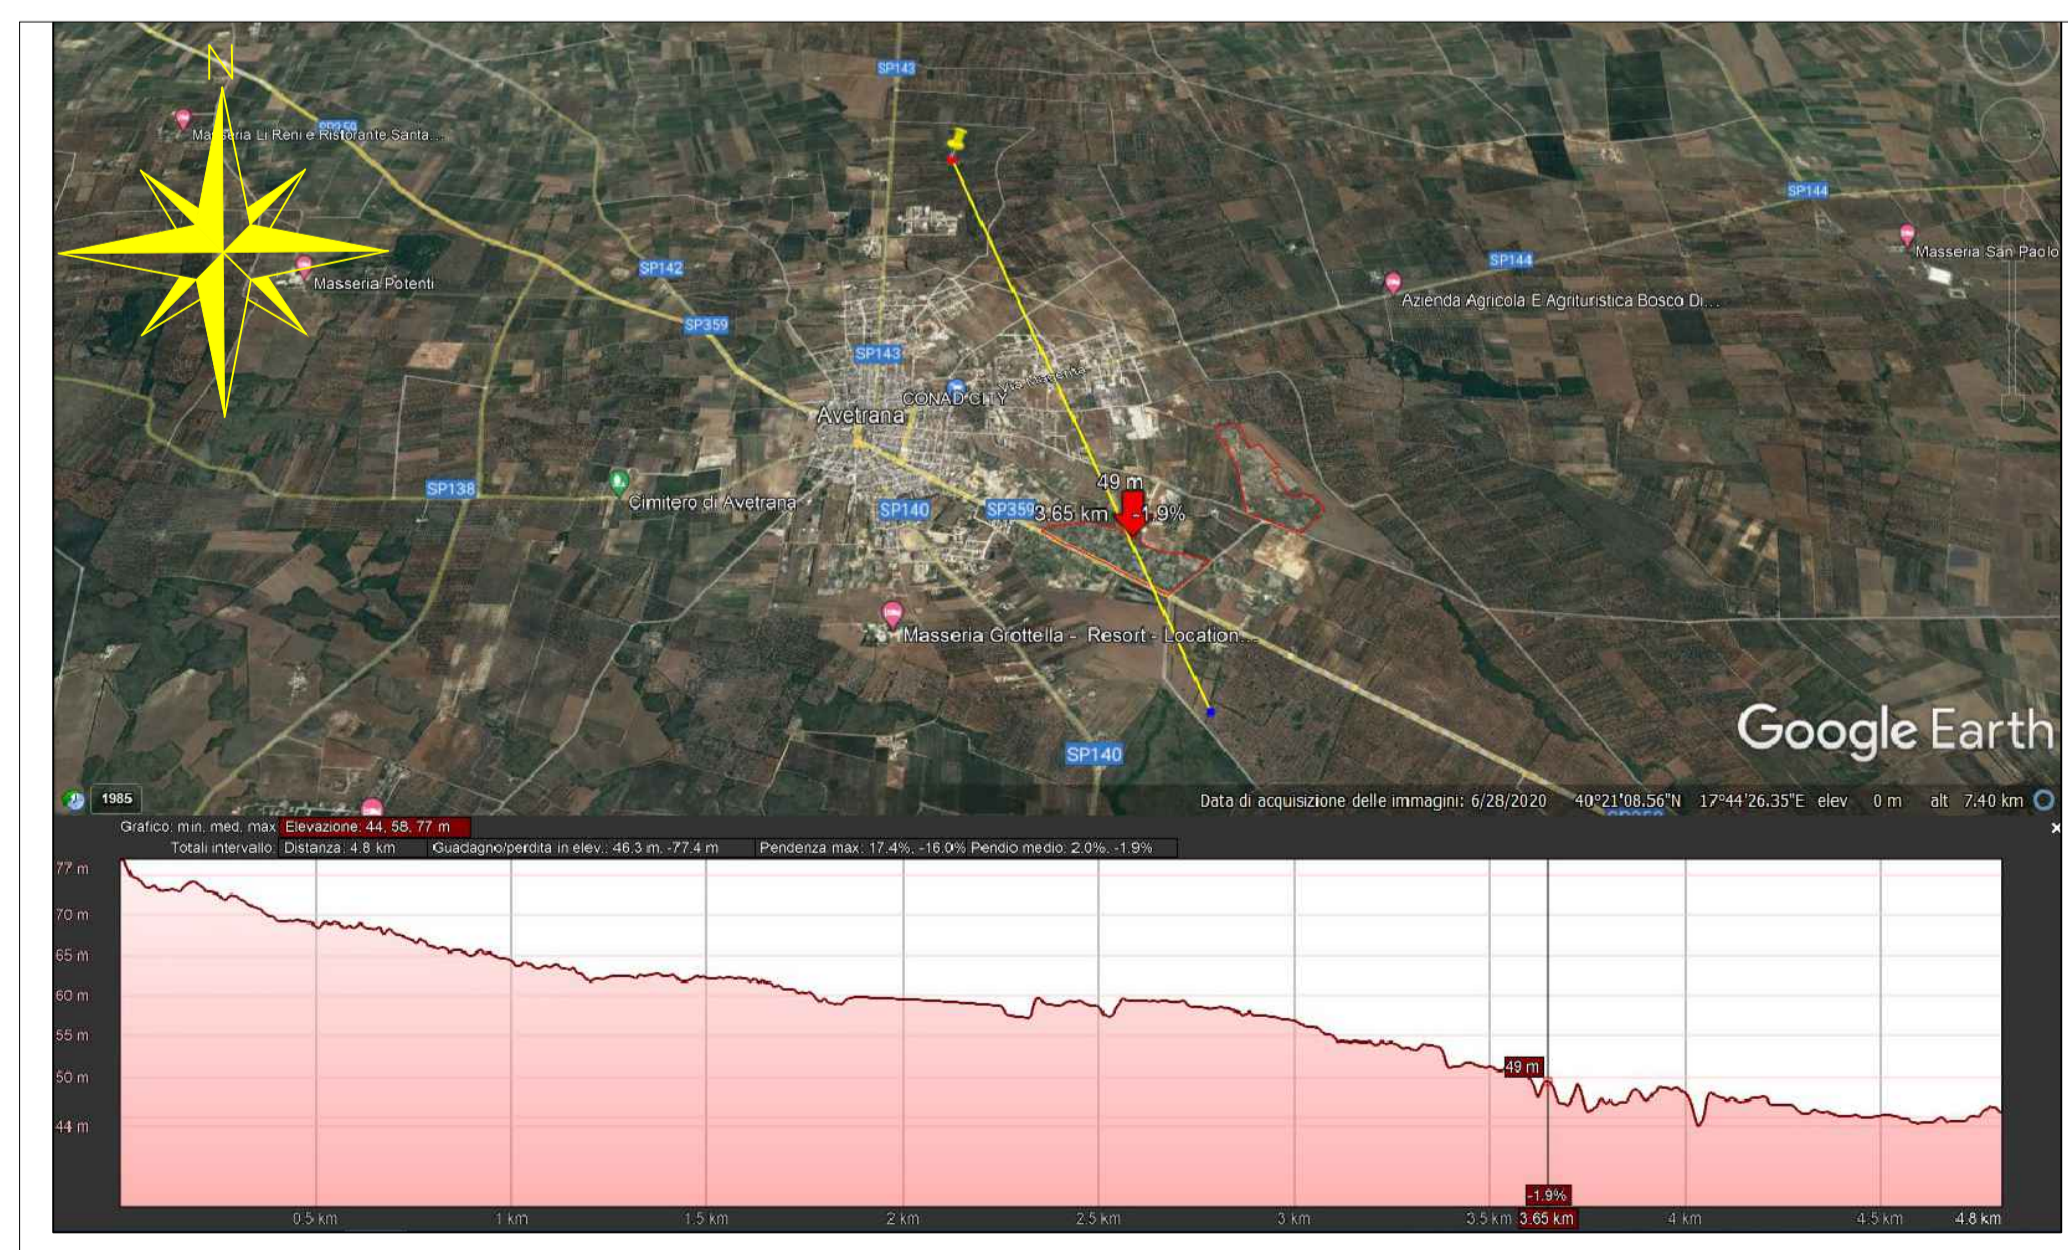 N
SP143
Masseria Li Reni e Ristorante Santa...
SP359
SP144
SP144
Masseria San Paolo
SP142
Masseria Potenti
Azienda Agricola E Agrituristica Bosco Di...
SP359
SP143
Via Magenta
CONAD CITY
Avetrana
49 m
SP138
Cimitero di Avetrana
SP140
SP359
3.65 km
-1.9%
Masseria Grottella - Resort - Location...
Google Earth
SP140
1985
Data di acquisizione delle immagini: 6/28/2020 40°21'08.56"N 17°44'26.35"E elev 0 m alt 7.40 km
Grafico: min, med, max Elevazione: 44, 58, 77 m
Totali intervallo: Distanza: 4.8 km Guadagno/perdita in elev.: 46.3 m, -77.4 m Pendenza max: 17.4%, -16.0% Pendio medio: 2.0%, -1.9%
77 m
70 m
65 m
60 m
55 m
50 m
44 m
49 m
-1.9%
0.5 km 1 km 1.5 km 2 km 2.5 km 3 km 3.5 km 3.65 km 4 km 4.5 km 4.8 km